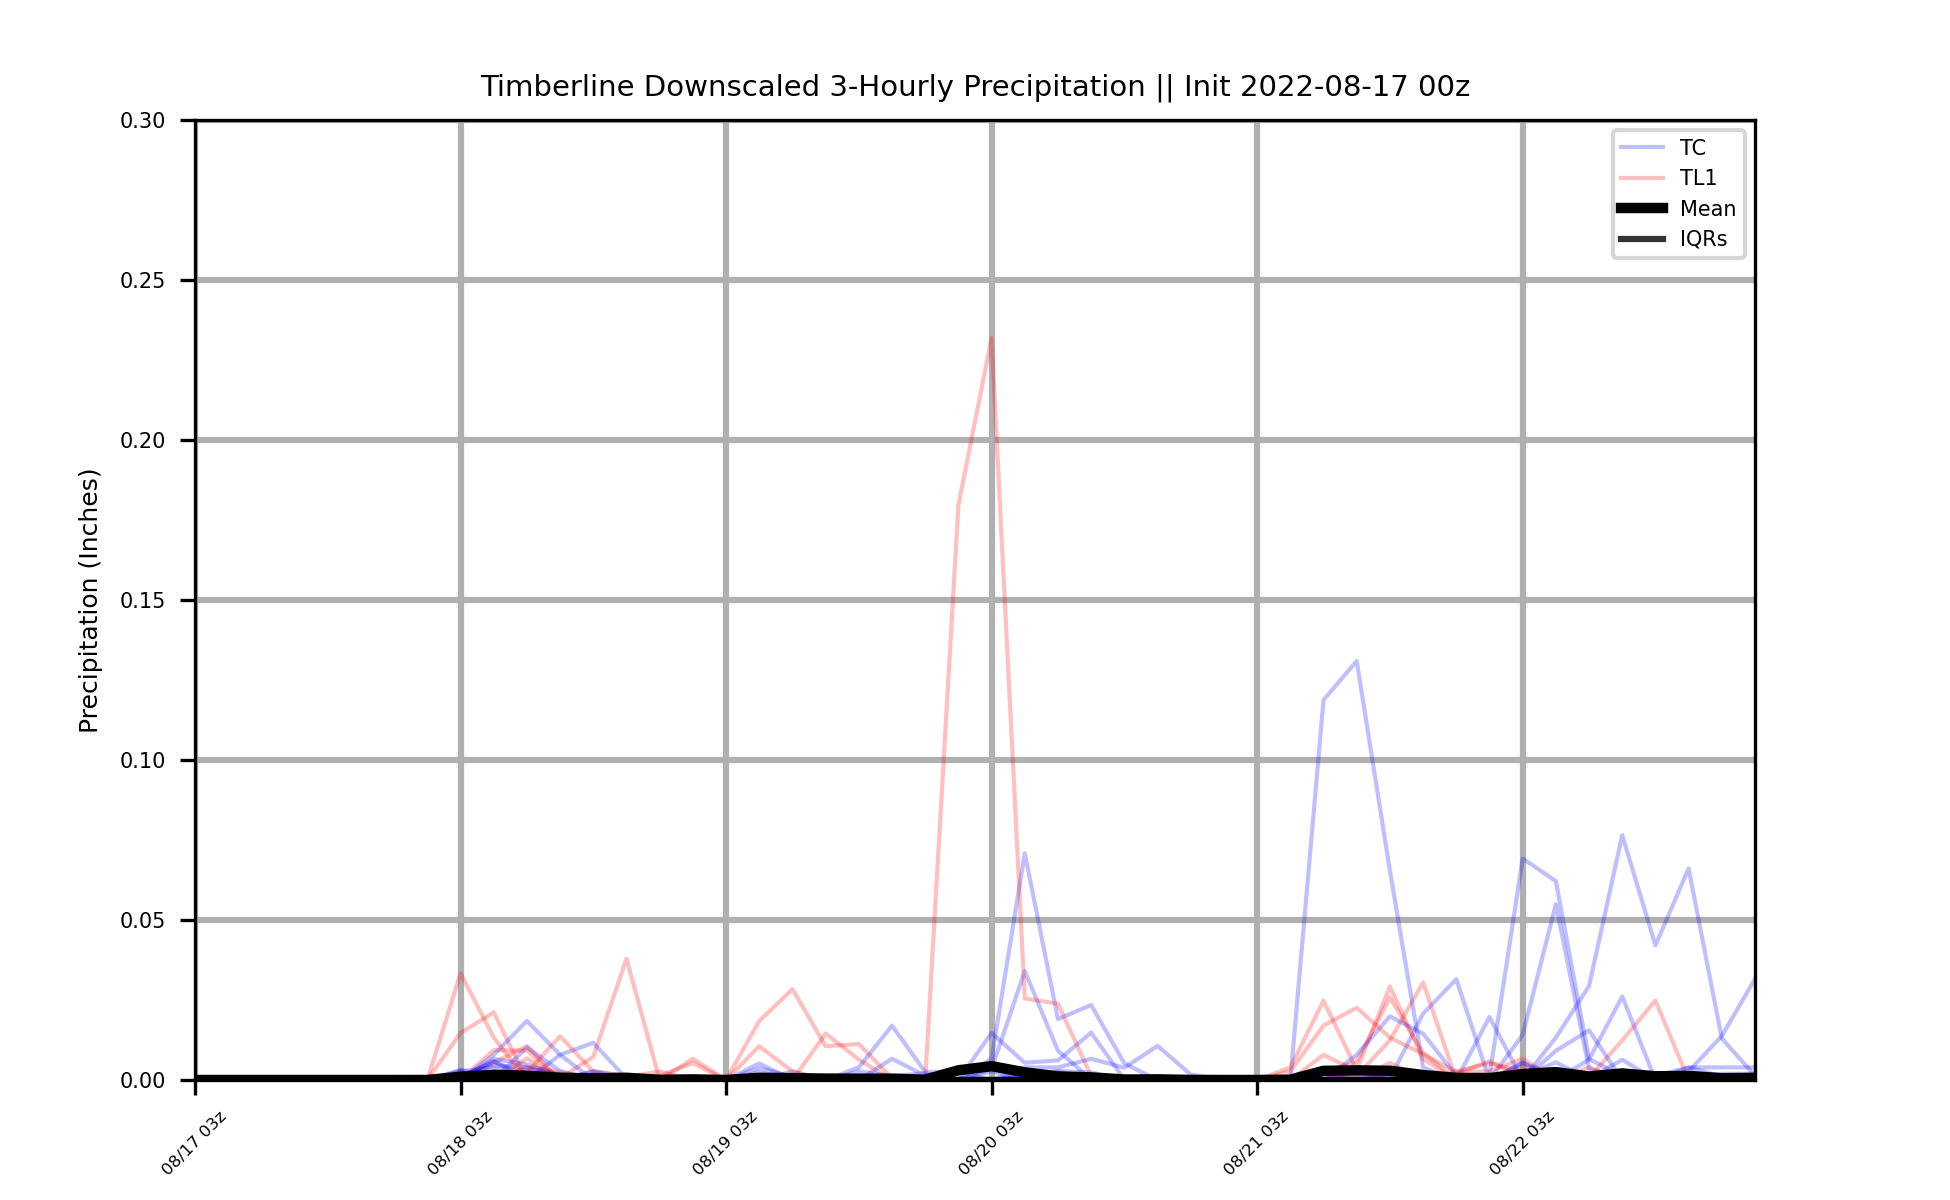 Timberline Downscaled 3-Hourly Precipitation || Init 2022-08-17 00z
TC
TL1
Mean
IQRs
Precipitation (Inches)
0.30
0.25
0.20
0.15
0.10
0.05
0.00
08/17 03z
08/18 03z
08/19 03z
08/20 03z
08/21 03z
08/22 03z